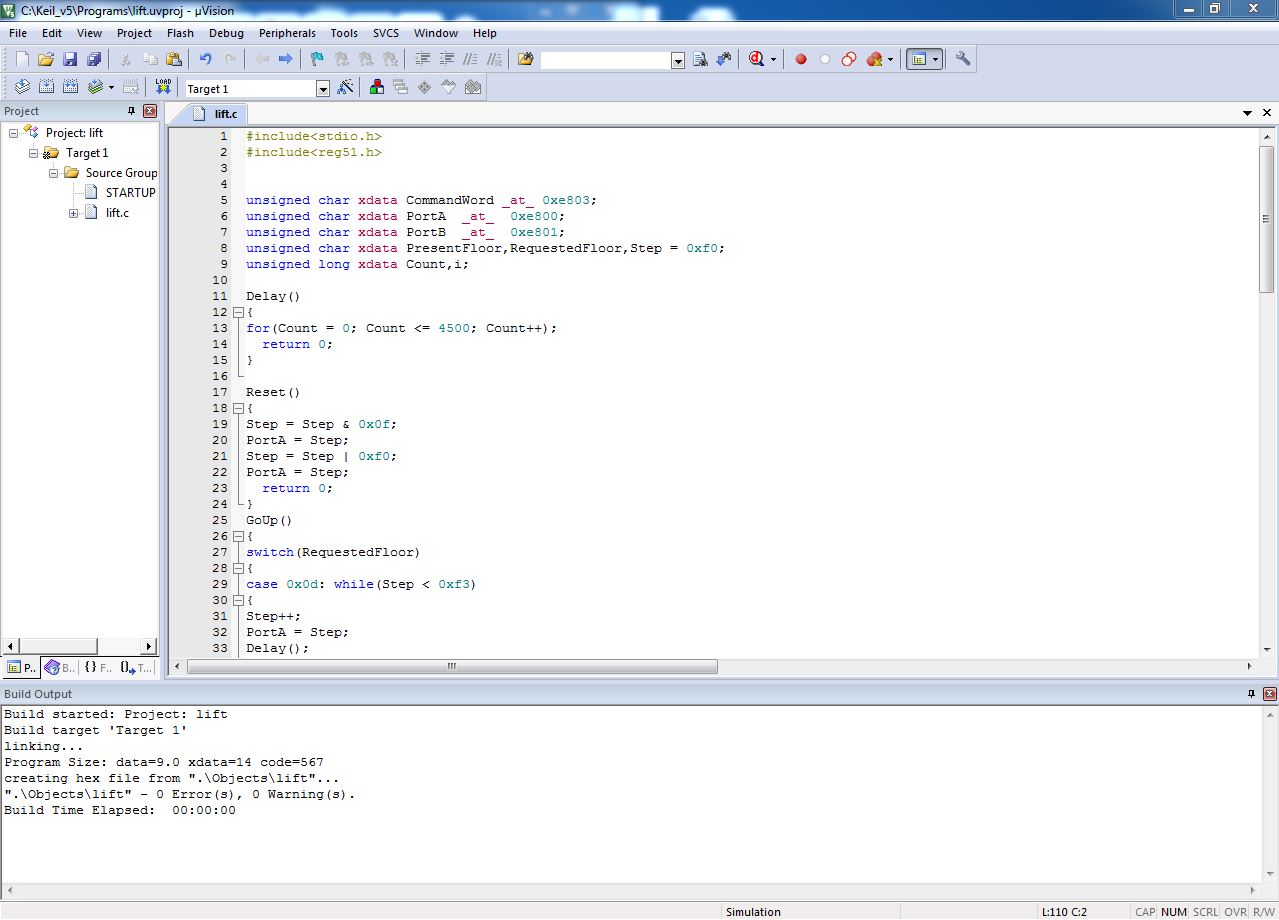 C:\Keil_v5\Programs\lift.uvproj - µVision
File Edit View Project Flash Debug Peripherals Tools SVCS Window Help
LOAD Target 1
Project
Project: lift
Target 1
Source Group
STARTUP
lift.c
P.. B.. {} F.. T...
lift.c
1 #include<stdio.h>
2 #include<reg51.h>
3
4
5 unsigned char xdata CommandWord _at_ 0xe803;
6 unsigned char xdata PortA _at_ 0xe800;
7 unsigned char xdata PortB _at_ 0xe801;
8 unsigned char xdata PresentFloor,RequestedFloor,Step = 0xf0;
9 unsigned long xdata Count,i;
10
11 Delay()
12 {
13 for(Count = 0; Count <= 4500; Count++);
14 return 0;
15 }
16
17 Reset()
18 {
19 Step = Step & 0x0f;
20 PortA = Step;
21 Step = Step | 0xf0;
22 PortA = Step;
23 return 0;
24 }
25 GoUp()
26 {
27 switch(RequestedFloor)
28 {
29 case 0x0d: while(Step < 0xf3)
30 {
31 Step++;
32 PortA = Step;
33 Delay();
Build Output
Build started: Project: lift
Build target 'Target 1'
linking...
Program Size: data=9.0 xdata=14 code=567
creating hex file from ".\Objects\lift"...
".\Objects\lift" - 0 Error(s), 0 Warning(s).
Build Time Elapsed: 00:00:00
Simulation L:110 C:2 CAP NUM SCRL OVR R/W